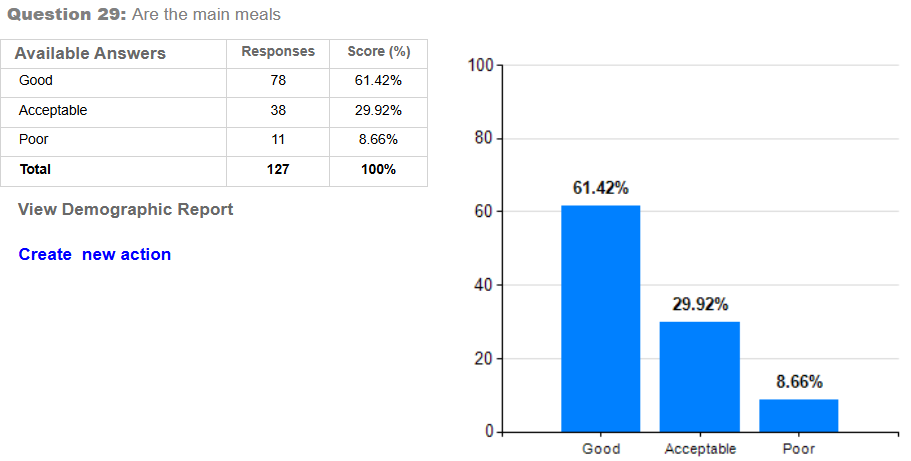 Question 29: Are the main meals
Available Answers Responses Score (%)
Good 78 61.42%
Acceptable 38 29.92%
Poor 11 8.66%
Total 127 100%
View Demographic Report
Create new action
100
80
60
40
20
0
61.42%
29.92%
8.66%
Good Acceptable Poor